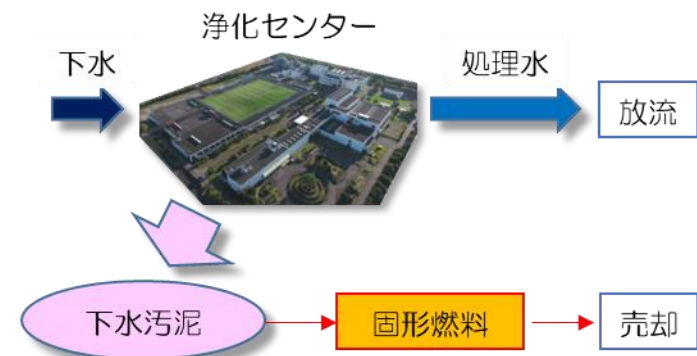 浄化センター
下水
処理水
放流
下水汚泥
固形燃料
売却